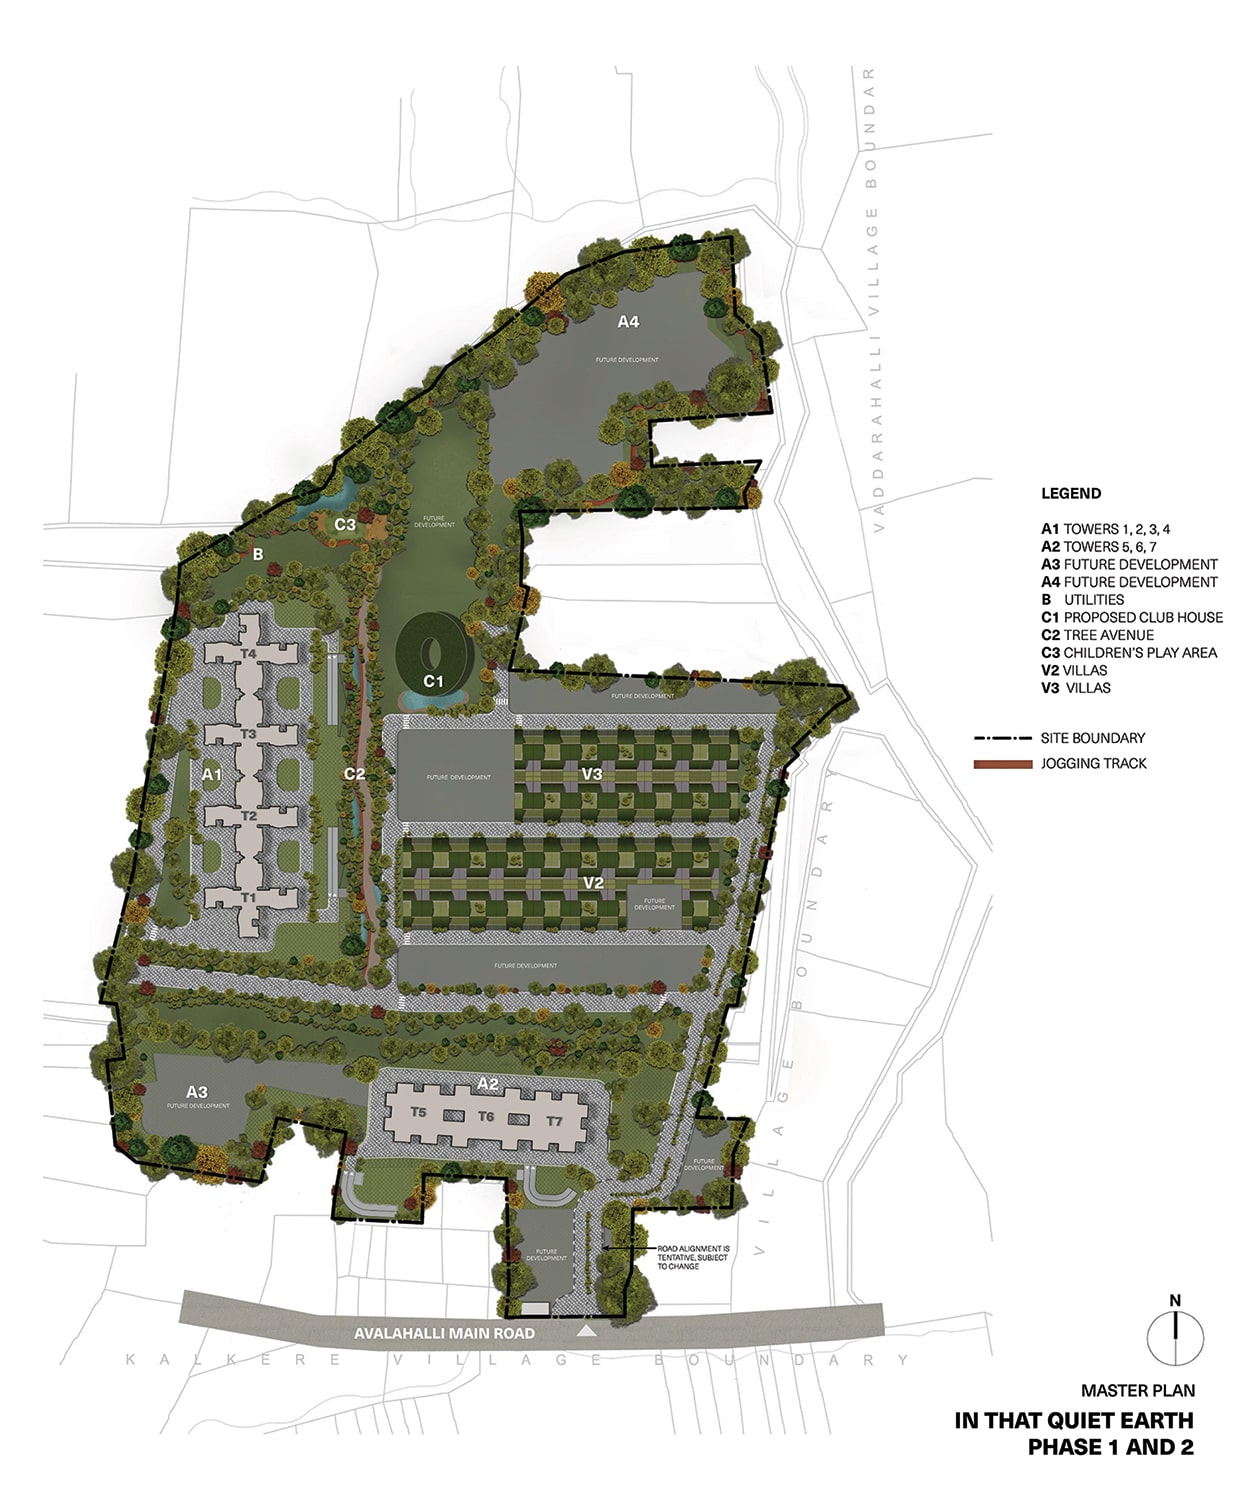 VADDARAHALLI VILLAGE BOUNDAR
A4
FUTURE DEVELOPMENT
C3
FUTURE
DEVELOPMENT
B
T4
C1
FUTURE DEVELOPMENT
T3
A1
C2
FUTURE DEVELOPMENT
V3
T2
V2
T1
FUTURE
DEVELOPMENT
FUTURE DEVELOPMENT
VILLAGE BOUNDARY
A3
FUTURE DEVELOPMENT
A2
T5
T6
T7
FUTURE
DEVELOPMENT
FUTURE
DEVELOPMENT
ROAD ALIGNMENT IS
TENTATIVE, SUBJECT
TO CHANGE
AVALAHALLI MAIN ROAD
KALKERE VILLAGE BOUNDARY
LEGEND
A1 TOWERS 1, 2, 3, 4
A2 TOWERS 5, 6, 7
A3 FUTURE DEVELOPMENT
A4 FUTURE DEVELOPMENT
B UTILITIES
C1 PROPOSED CLUB HOUSE
C2 TREE AVENUE
C3 CHILDREN'S PLAY AREA
V2 VILLAS
V3 VILLAS
SITE BOUNDARY
JOGGING TRACK
N
MASTER PLAN
IN THAT QUIET EARTH
PHASE 1 AND 2